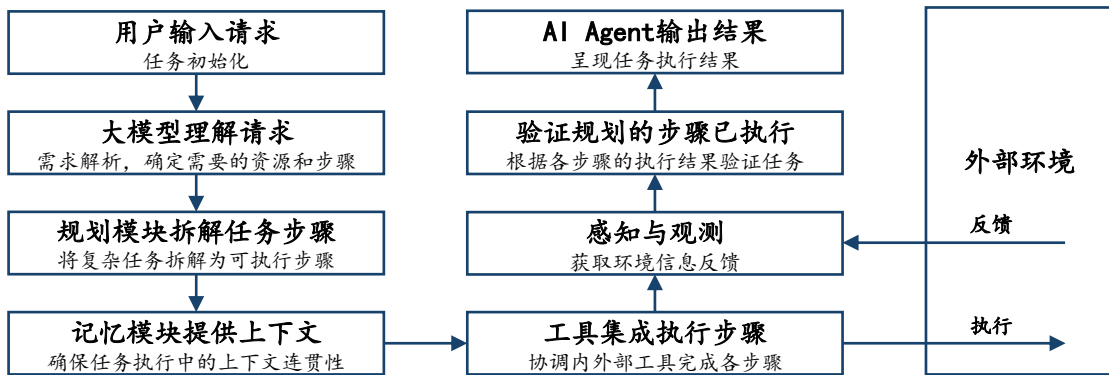 用户输入请求
任务初始化
大模型理解请求
需求解析，确定需要的资源和步骤
规划模块拆解任务步骤
将复杂任务拆解为可执行步骤
记忆模块提供上下文
确保任务执行中的上下文连贯性
AI Agent输出结果
呈现任务执行结果
验证规划的步骤已执行
根据各步骤的执行结果验证任务
感知与观测
获取环境信息反馈
工具集成执行步骤
协调内外部工具完成各步骤
外部环境
反馈
执行